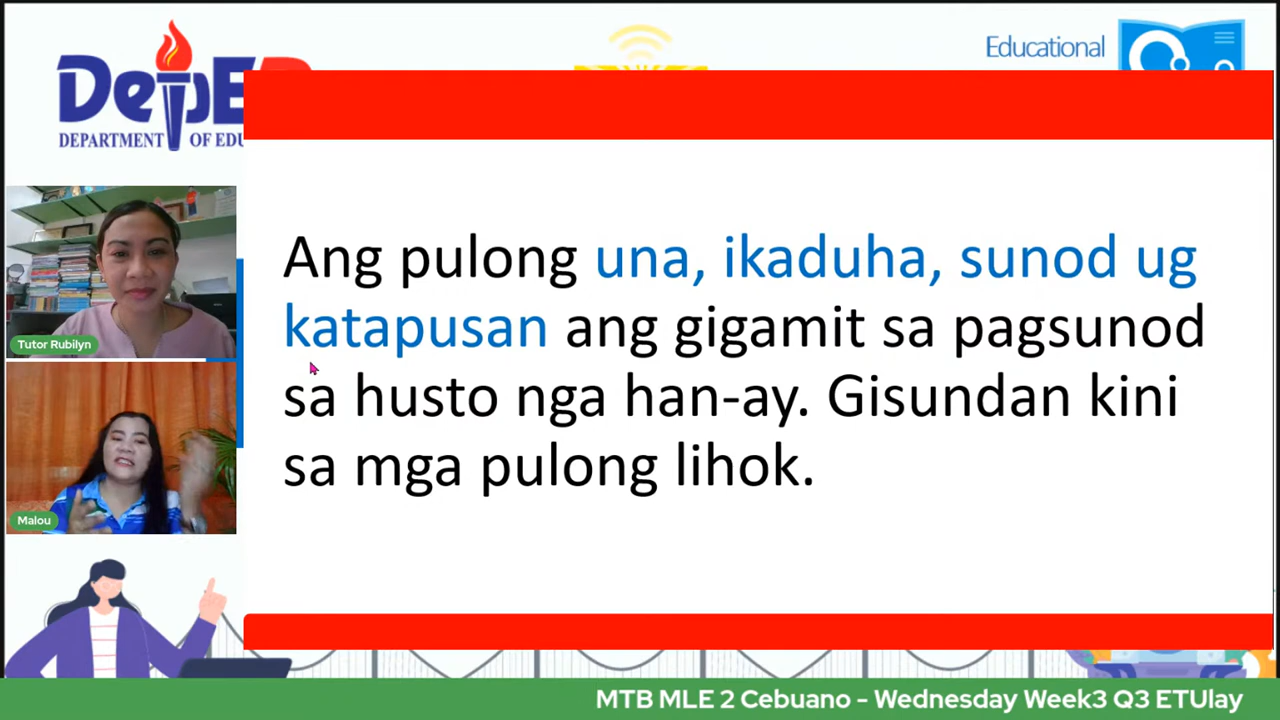 DepED
DEPARTMENT OF EDU
Educational
Ang pulong una, ikaduha, sunod ug
katapusan ang gigamit sa pagsunod
sa husto nga han-ay. Gisundan kini
sa mga pulong lihok.
Tutor Rubilyn
Malou
MTB MLE 2 Cebuano - Wednesday Week3 Q3 ETUlay